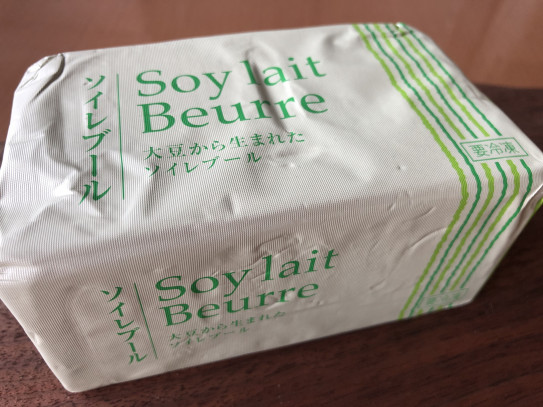 ソイレブール
Soy lait
Beurre
大豆から生まれた
ソイレブール
要冷凍
ソイレブール
Soy lait
Beurre
大豆から生まれた
ソイレブール